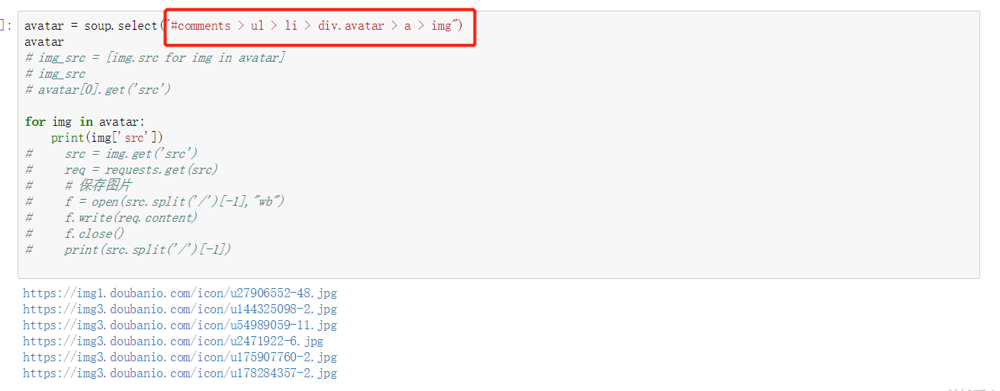 ]:
avatar = soup.select("#comments > ul > li > div.avatar > a > img")
avatar
# img_src = [img.src for img in avatar]
# img_src
# avatar[0].get('src')
for img in avatar:
    print(img['src'])
#     src = img.get('src')
#     req = requests.get(src)
#     # 保存图片
#     f = open(src.split('/')[-1],"wb")
#     f.write(req.content)
#     f.close()
#     print(src.split('/')[-1])
https://img1.doubanio.com/icon/u27906552-48.jpg
https://img3.doubanio.com/icon/u144325098-2.jpg
https://img3.doubanio.com/icon/u54989059-11.jpg
https://img3.doubanio.com/icon/u2471922-6.jpg
https://img3.doubanio.com/icon/u175907760-2.jpg
https://img3.doubanio.com/icon/u178284357-2.jpg